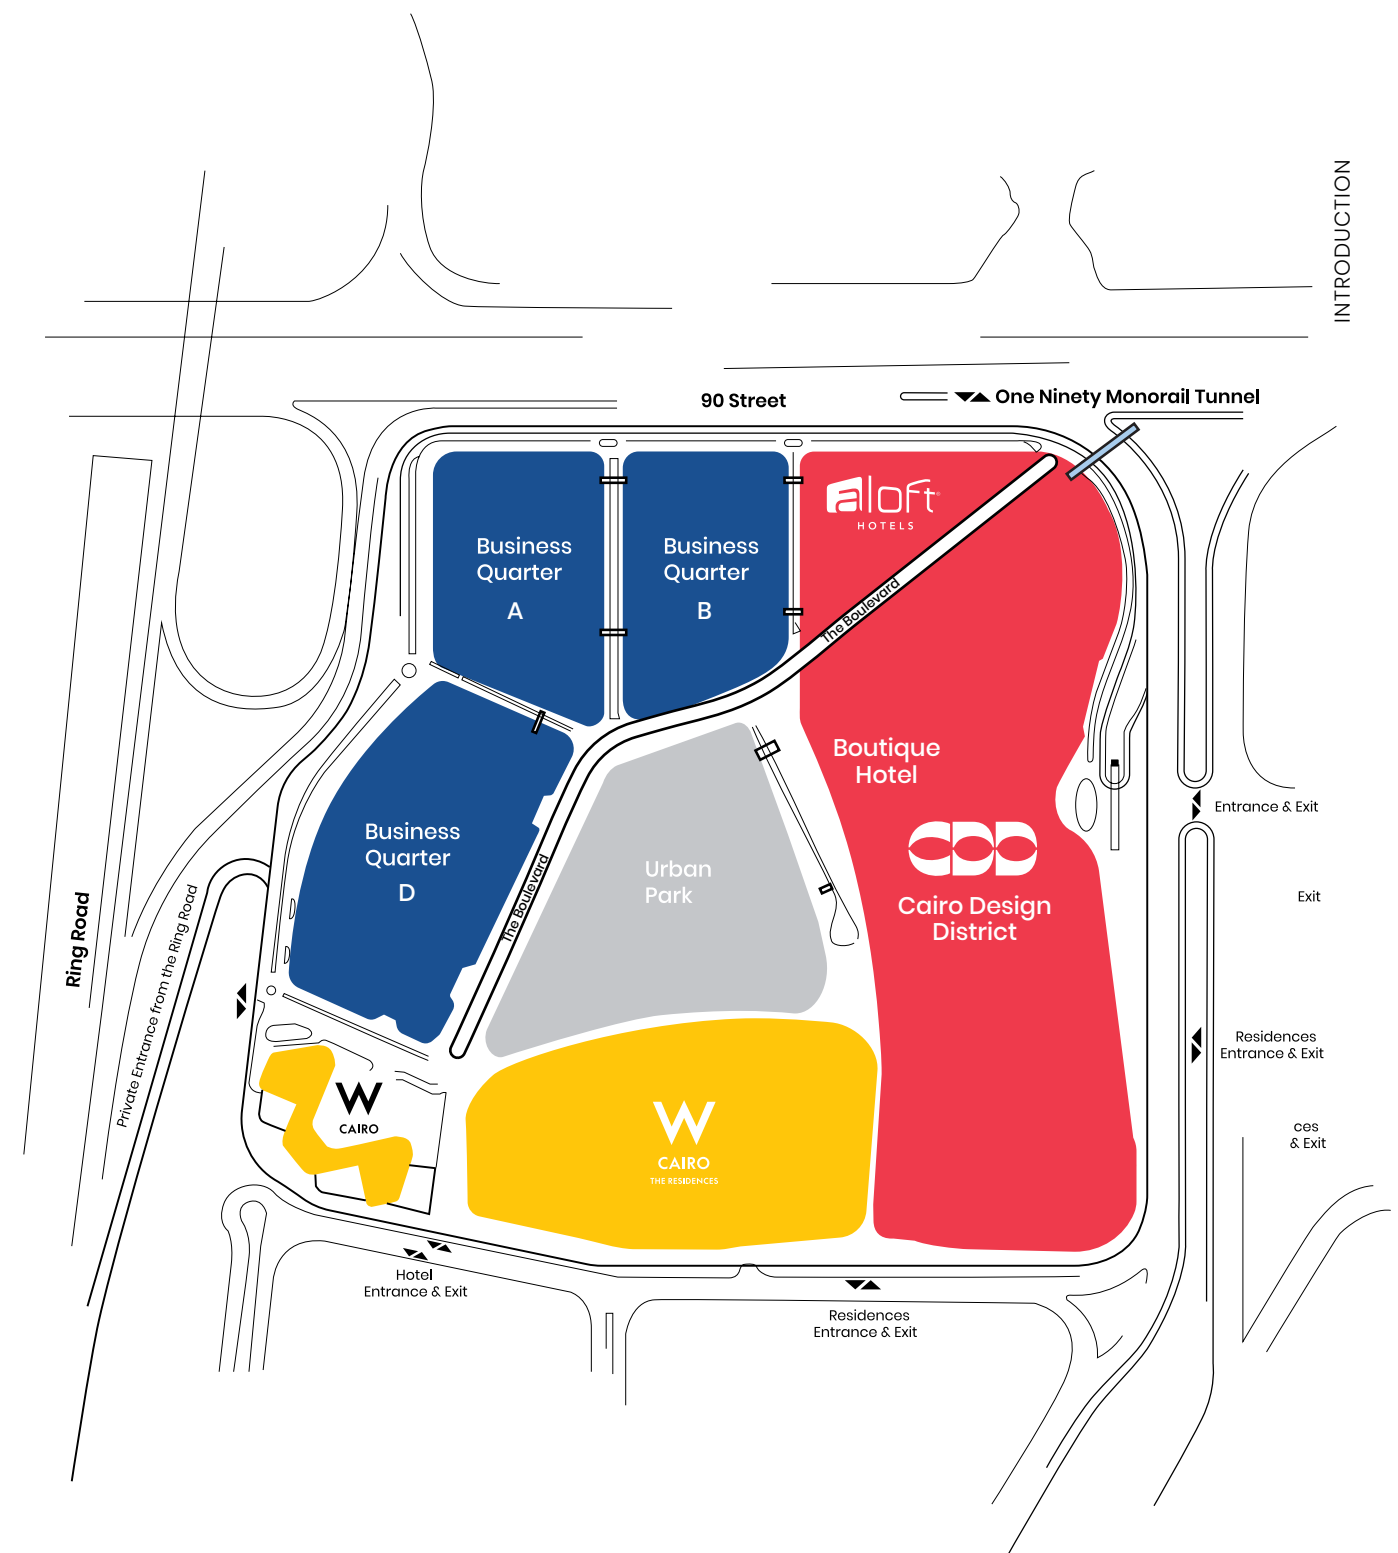 INTRODUCTION
90 Street
One Ninety Monorail Tunnel
aloft
HOTELS
Business
Quarter
A
Business
Quarter
B
The Boulevard
Boutique
Hotel
Business
Quarter
D
Urban
Park
The Boulevard
CDD
Cairo Design
District
Entrance & Exit
Exit
Ring Road
Private Entrance from the Ring Road
Residences
Entrance & Exit
W
CAIRO
W
CAIRO
THE RESIDENCES
ces
& Exit
Hotel
Entrance & Exit
Residences
Entrance & Exit